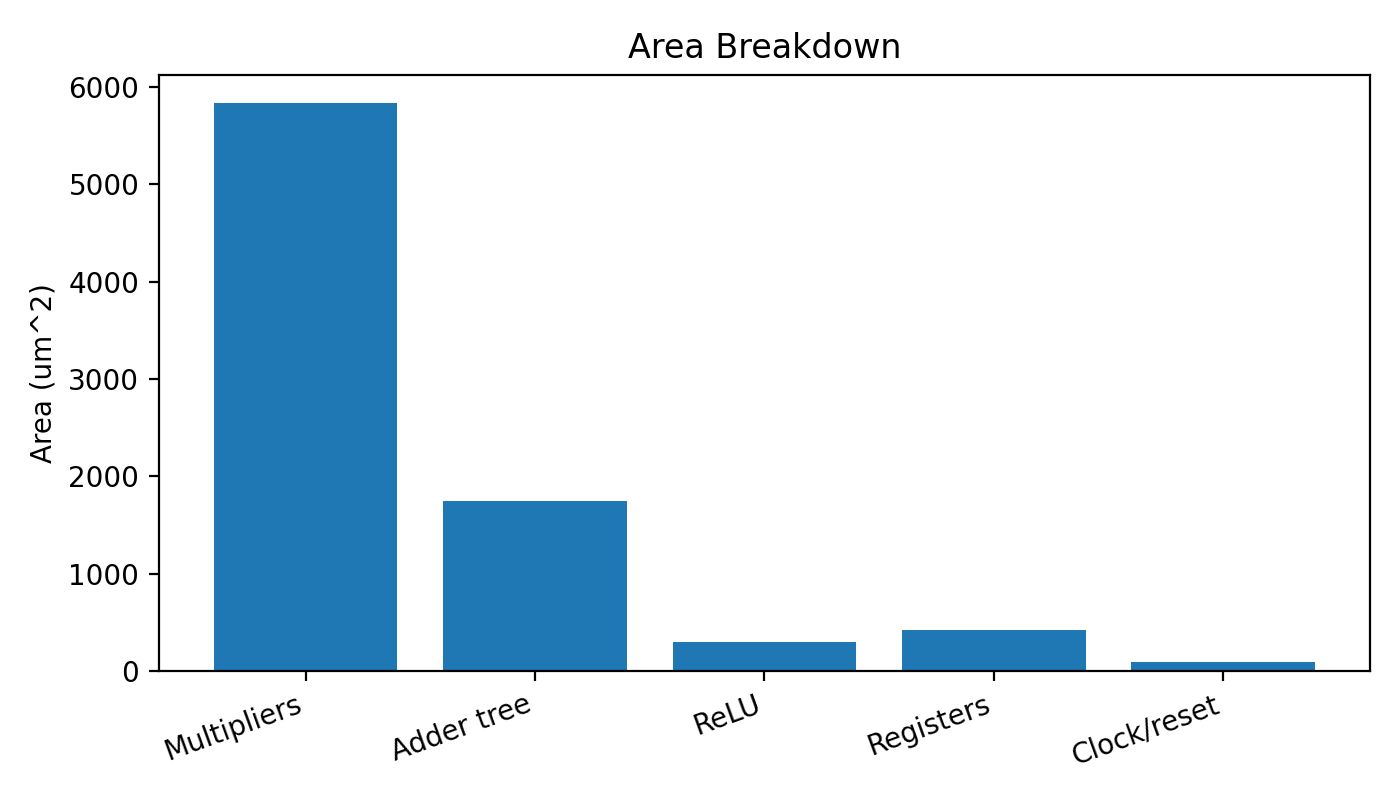 Area Breakdown
Area (um^2)
6000
5000
4000
3000
2000
1000
0
Multipliers
Adder tree
ReLU
Registers
Clock/reset